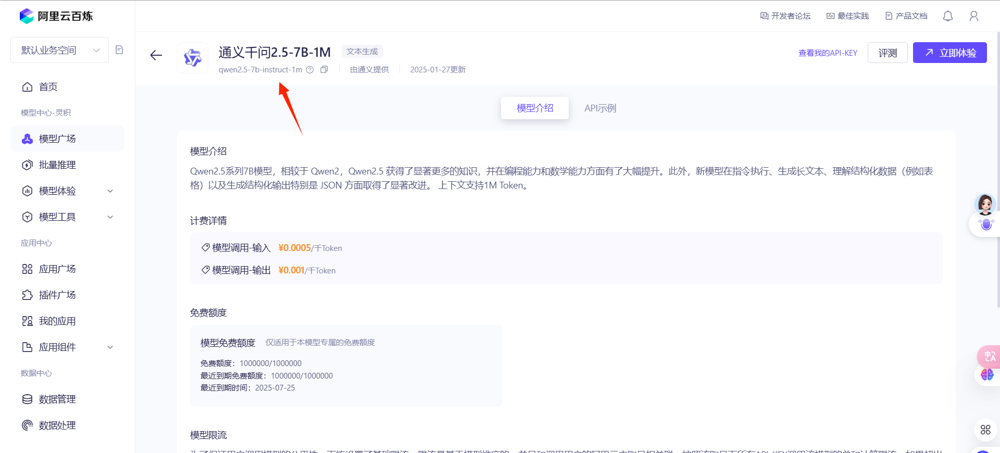 阿里云百炼
开发者论坛
最佳实践
产品文档
默认业务空间
首页
模型中心-灵积
模型广场
批量推理
模型体验
模型工具
应用中心
应用广场
插件广场
我的应用
应用组件
数据中心
数据管理
数据处理
通义千问2.5-7B-1M 文本生成
qwen2.5-7b-instruct-1m 由通义提供 2025-01-27更新
查看我的API-KEY 评测 立即体验
模型介绍 API示例
模型介绍
Qwen2.5系列7B模型，相较于 Qwen2，Qwen2.5 获得了显著更多的知识，并在编程能力和数学能力方面有了大幅提升。此外，新模型在指令执行、生成长文本、理解结构化数据（例如表
格）以及生成结构化输出特别是 JSON 方面取得了显著改进。 上下文支持1M Token。
计费详情
模型调用-输入 ¥0.0005/千Token
模型调用-输出 ¥0.001/千Token
免费额度
模型免费额度 仅适用于本模型专属的免费额度
免费额度：1000000/1000000
最近到期免费额度：1000000/1000000
最近到期时间：2025-07-25
模型限流